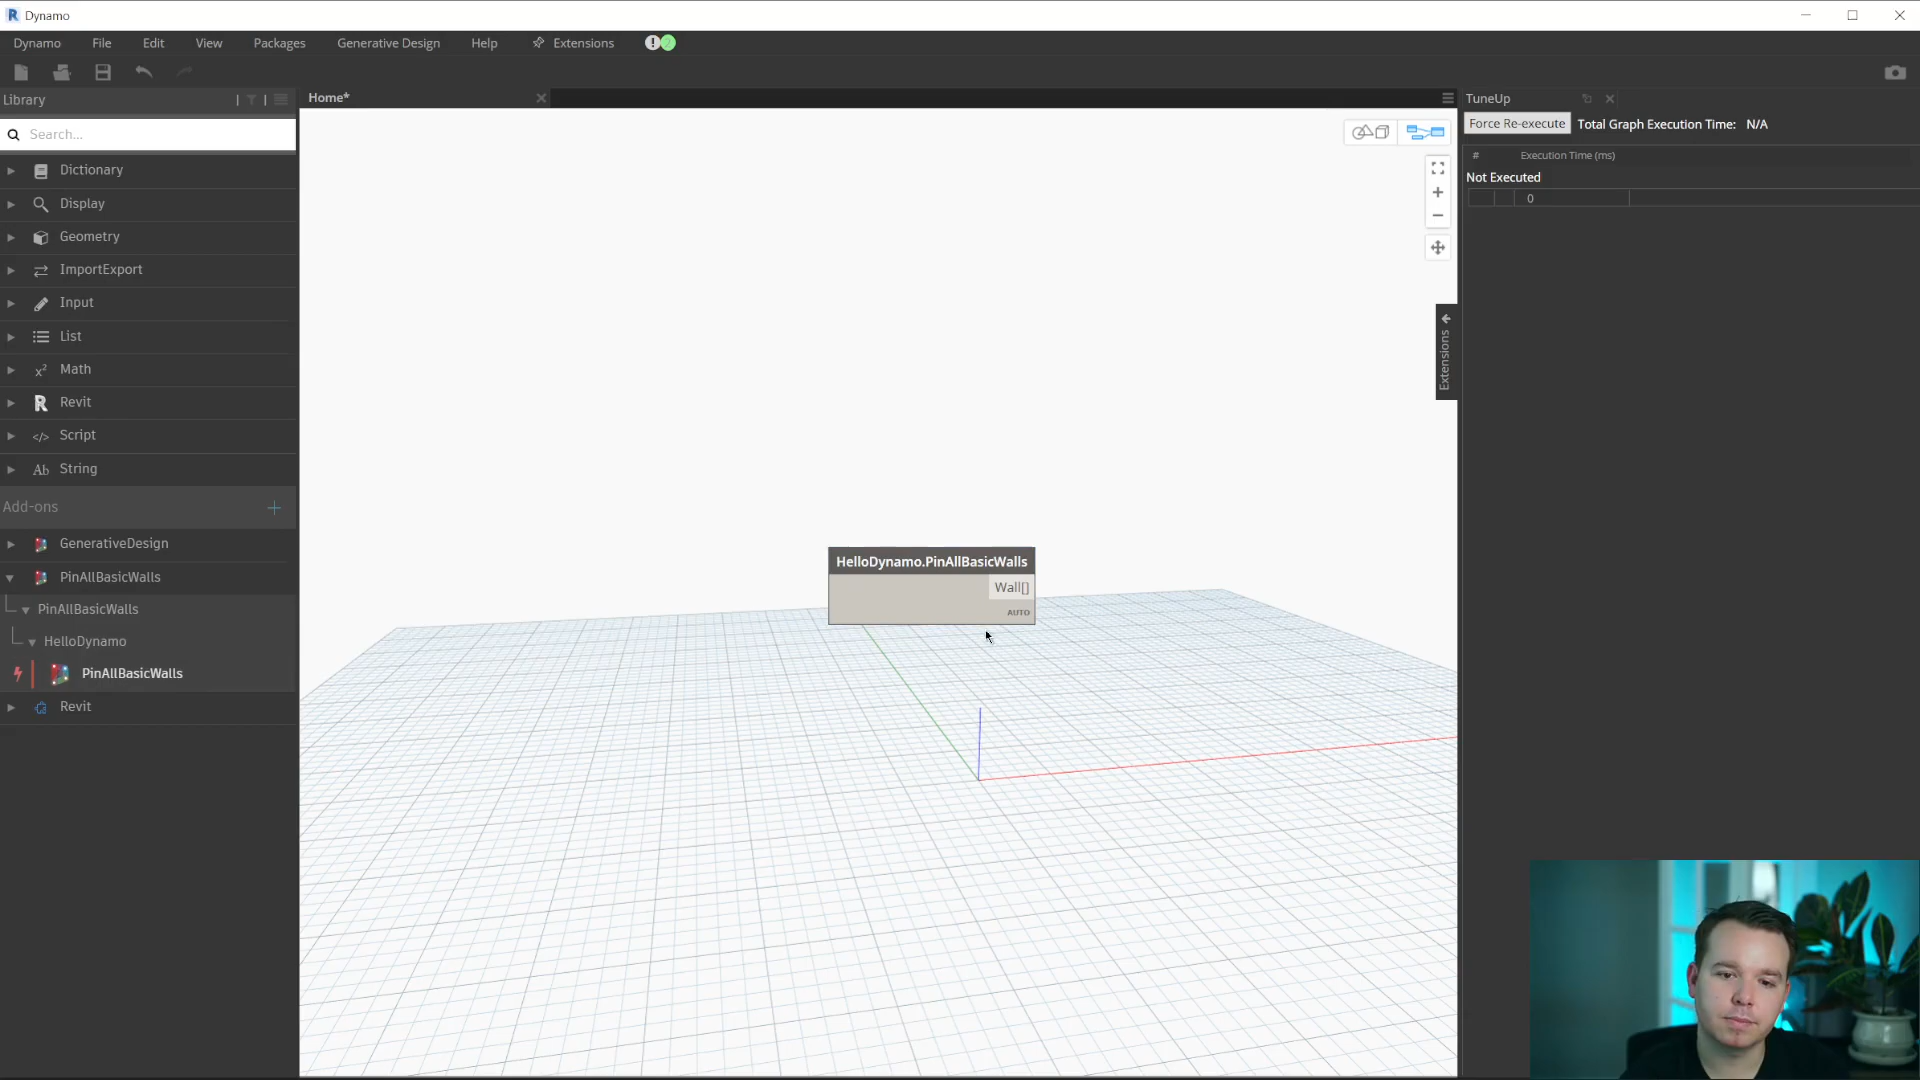 Dynamo
Dynamo File Edit View Packages Generative Design Help Extensions
Library
Home*
TuneUp
Force Re-execute Total Graph Execution Time: N/A
Search...
# Execution Time (ms)
Not Executed
0
Dictionary
Display
Geometry
ImportExport
Input
List
Math
Revit
Script
String
Add-ons
GenerativeDesign
PinAllBasicWalls
PinAllBasicWalls
HelloDynamo
PinAllBasicWalls
Revit
Extensions
HelloDynamo.PinAllBasicWalls
Wall[]
AUTO